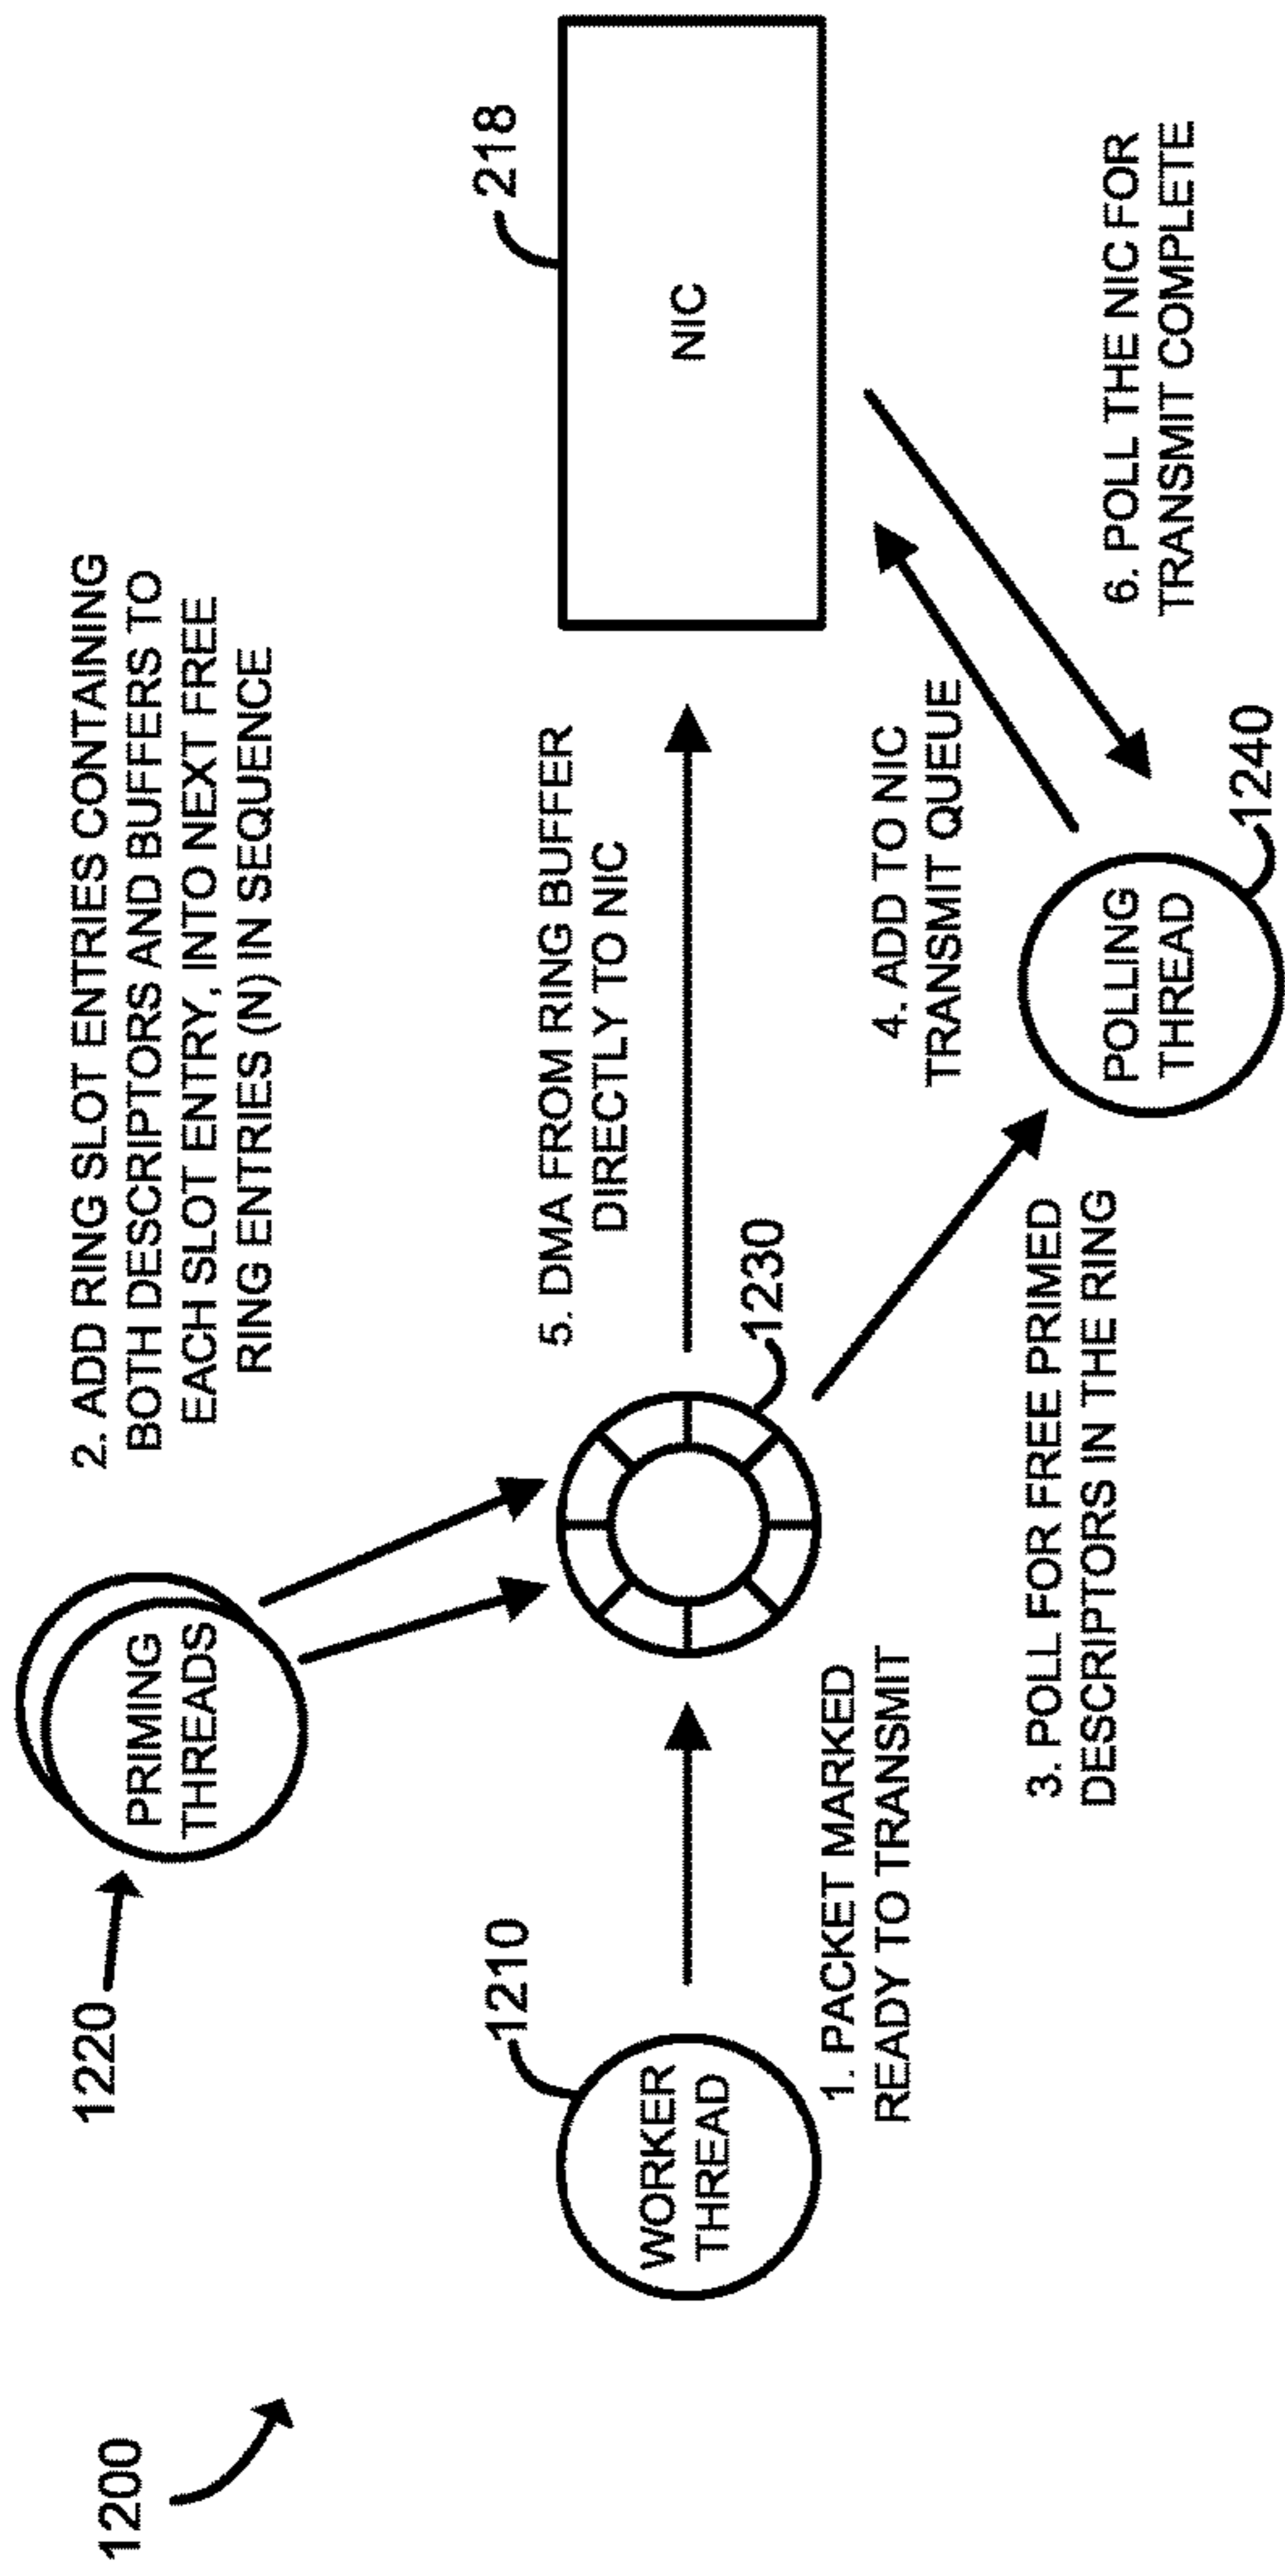 1200
1220
PRIMING
THREADS
2. ADD RING SLOT ENTRIES CONTAINING
BOTH DESCRIPTORS AND BUFFERS TO
EACH SLOT ENTRY, INTO NEXT FREE
RING ENTRIES (N) IN SEQUENCE
1210
WORKER
THREAD
1. PACKET MARKED
READY TO TRANSMIT
1230
5. DMA FROM RING BUFFER
DIRECTLY TO NIC
218
NIC
3. POLL FOR FREE PRIMED
DESCRIPTORS IN THE RING
4. ADD TO NIC
TRANSMIT QUEUE
POLLING
THREAD
1240
6. POLL THE NIC FOR
TRANSMIT COMPLETE